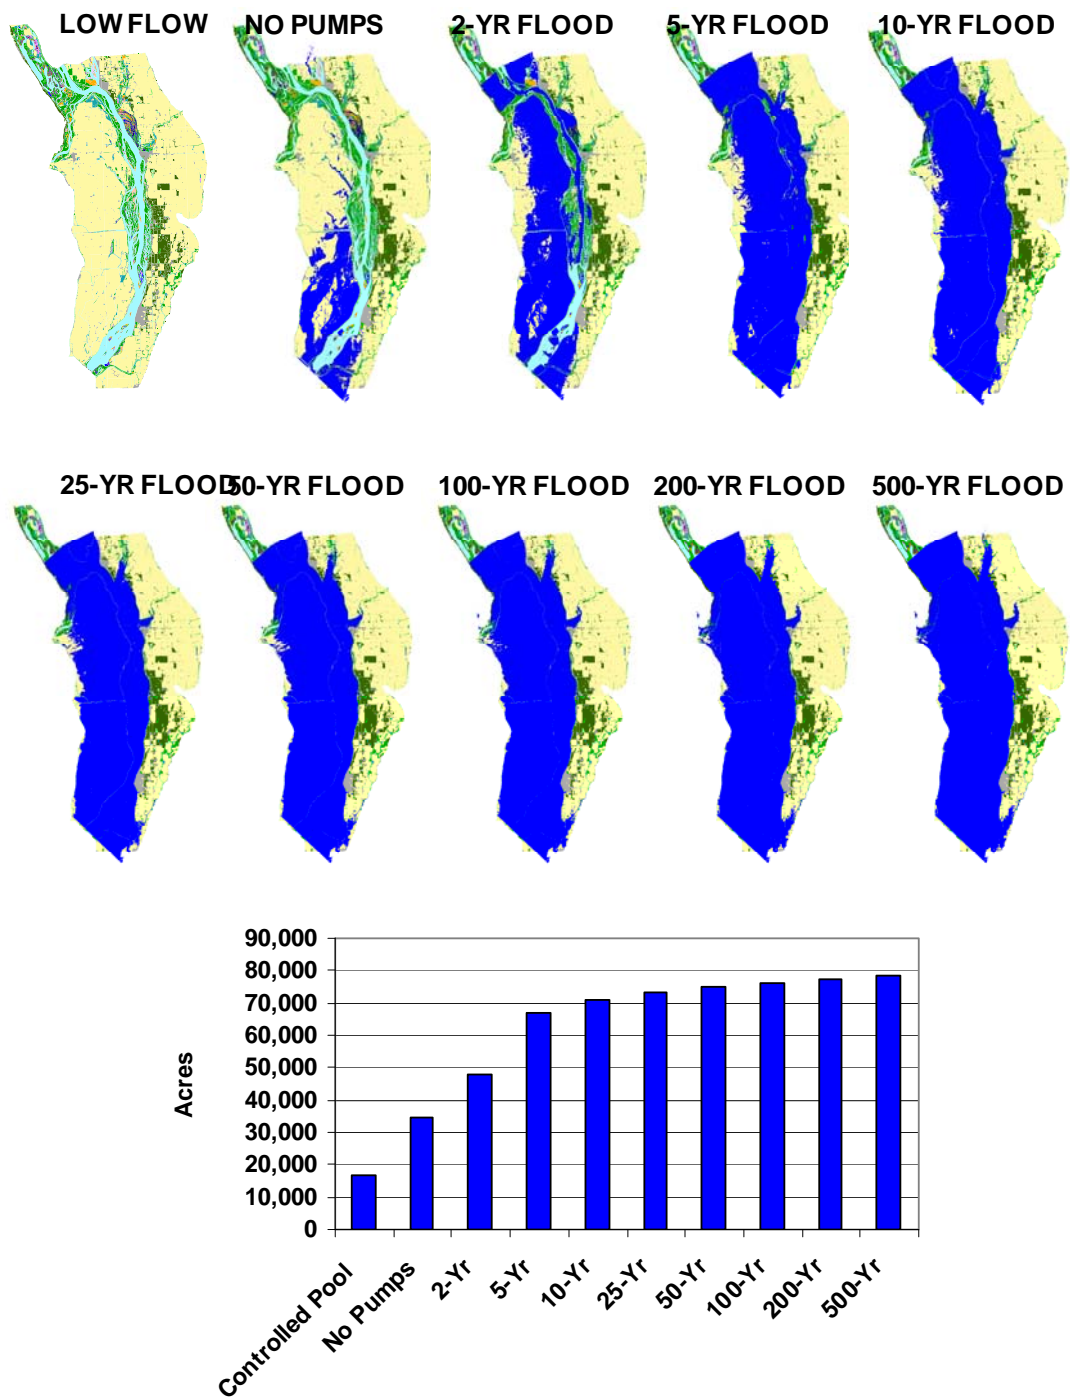 LOW FLOW NO PUMPS 2-YR FLOOD 5-YR FLOOD 10-YR FLOOD
25-YR FLOOD 50-YR FLOOD 100-YR FLOOD 200-YR FLOOD 500-YR FLOOD
90,000
80,000
70,000
60,000
50,000
40,000
30,000
20,000
10,000
0
Acres
Controlled Pool No Pumps 2-Yr 5-Yr 10-Yr 25-Yr 50-Yr 100-Yr 200-Yr 500-Yr